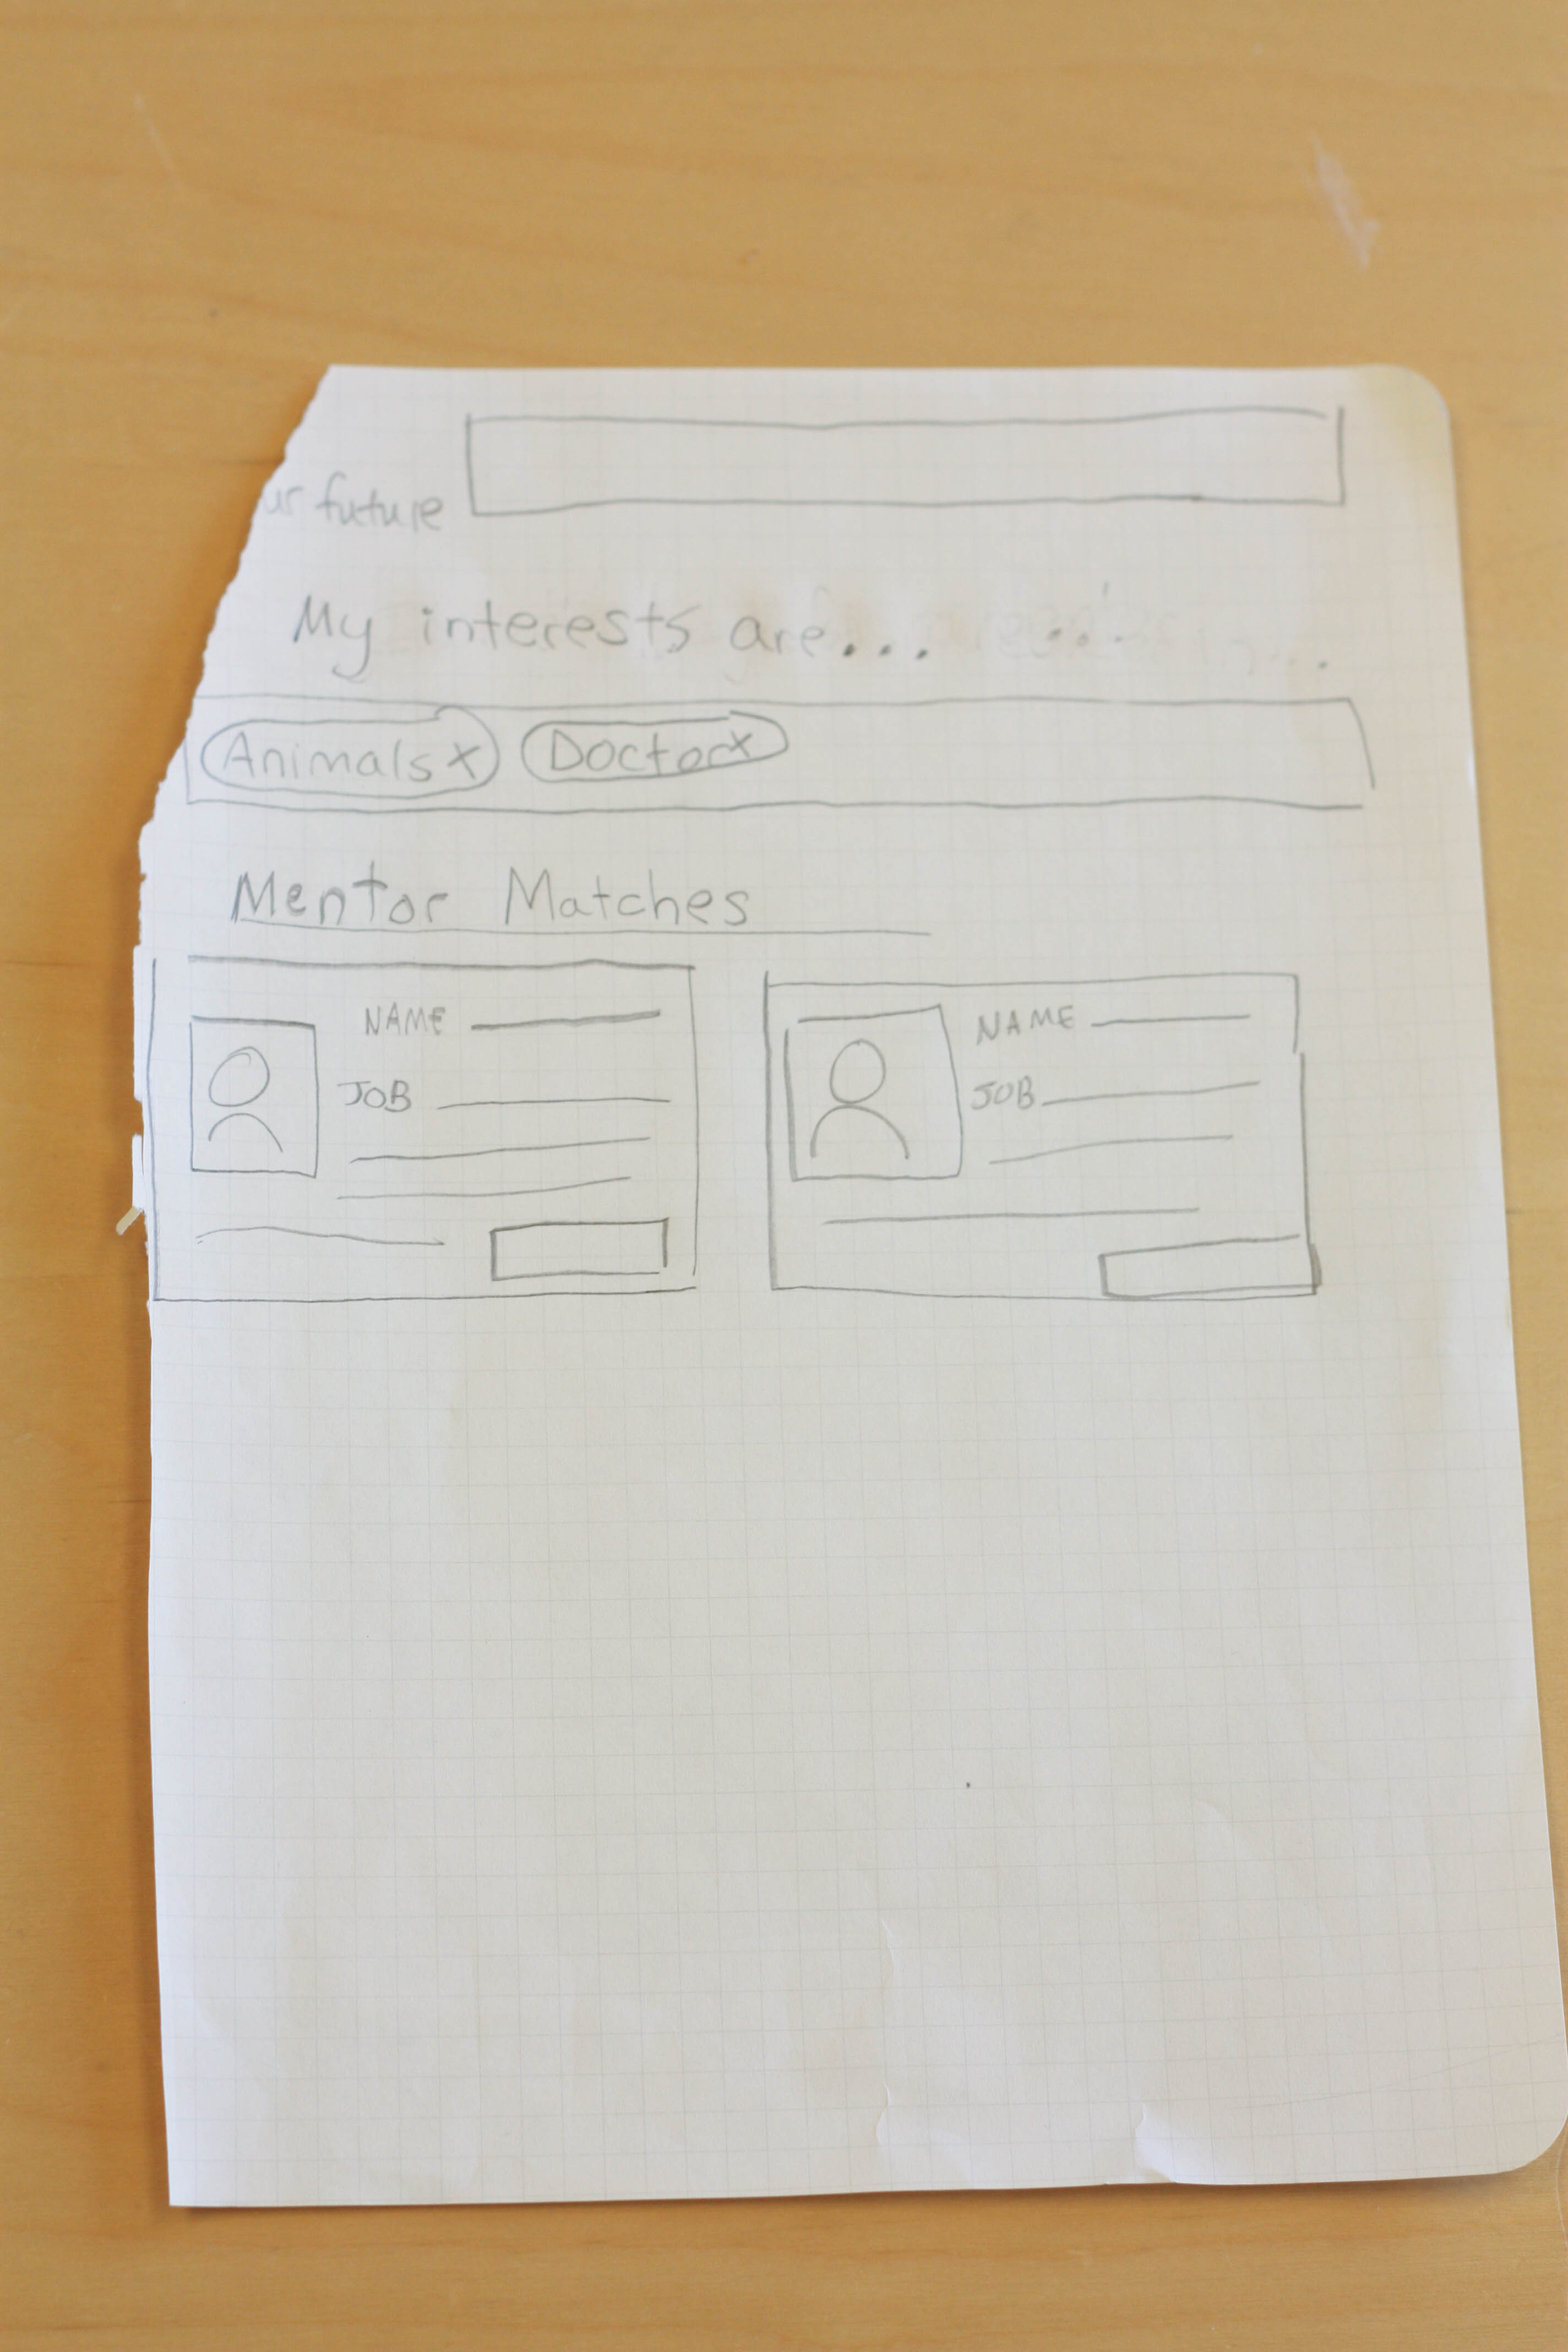 ur future
My interests are...
Animals x Doctor x
Mentor Matches
NAME NAME
JOB JOB